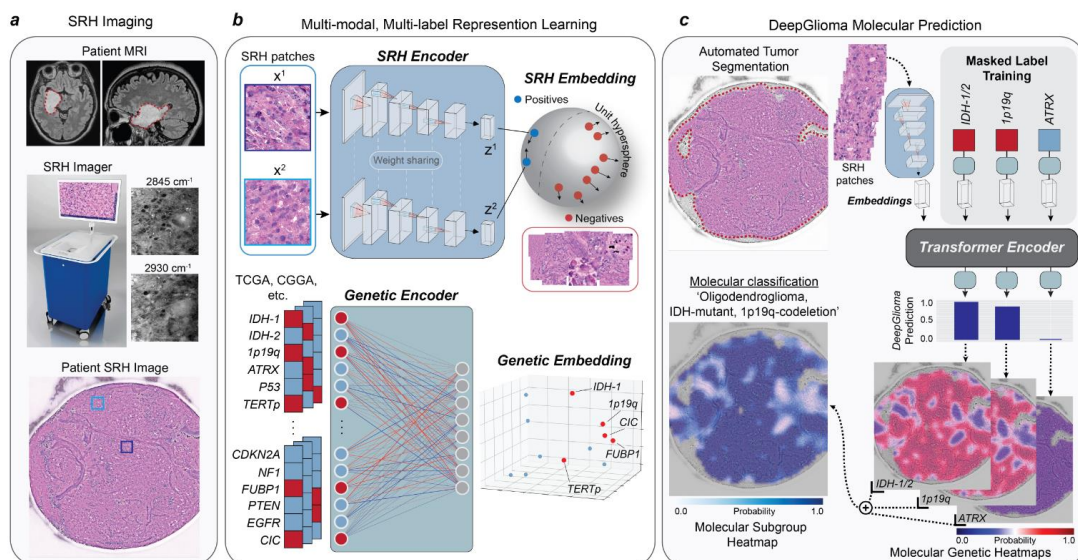 a SRH Imaging
Patient MRI
SRH Imager
2845 cm⁻¹
2930 cm⁻¹
Patient SRH Image
b Multi-modal, Multi-label Represention Learning
SRH patches
SRH Encoder
x¹
Weight sharing
x²
z¹
z²
SRH Embedding
Positives
Unit hypersphere
Negatives
TCGA, CGGA,
etc.
Genetic Encoder
IDH-1
IDH-2
1p19q
ATRX
P53
TERTp
CDKN2A
NF1
FUBP1
PTEN
EGFR
CIC
Genetic Embedding
IDH-1
1p19q
CIC
FUBP1
TERTp
c DeepGlioma Molecular Prediction
Automated Tumor
Segmentation
SRH
patches
Embeddings
Masked Label
Training
IDH-1/2
1p19q
ATRX
Transformer Encoder
DeepGlioma
Prediction
1.0
0.5
0.0
Molecular classification
‘Oligodendroglioma,
IDH-mutant, 1p19q-codeletion’
0.0 Probability 1.0
Molecular Subgroup
Heatmap
IDH-1/2
1p19q
ATRX
0.0 Probability 1.0
Molecular Genetic Heatmaps